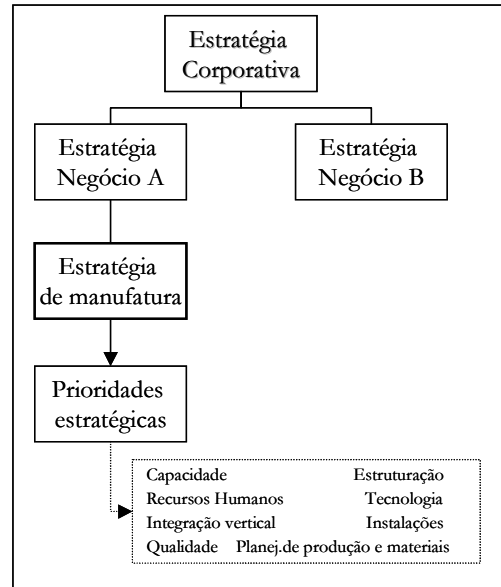 Estratégia
Corporativa
Estratégia
Negócio A
Estratégia
Negócio B
Estratégia
de manufatura
Prioridades
estratégicas
Capacidade Estruturação
Recursos Humanos Tecnologia
Integração vertical Instalações
Qualidade Planej.de produção e materiais